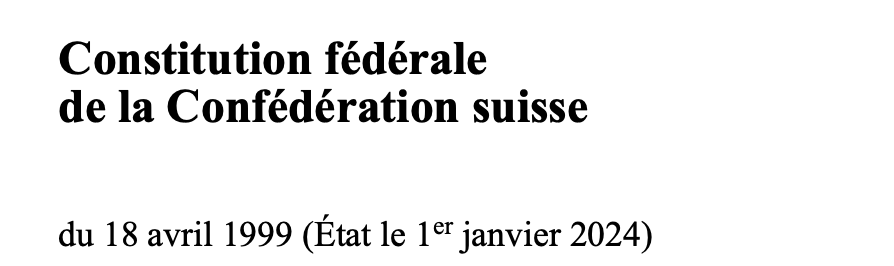 Constitution fédérale
de la Confédération suisse
du 18 avril 1999 (État le 1er janvier 2024)